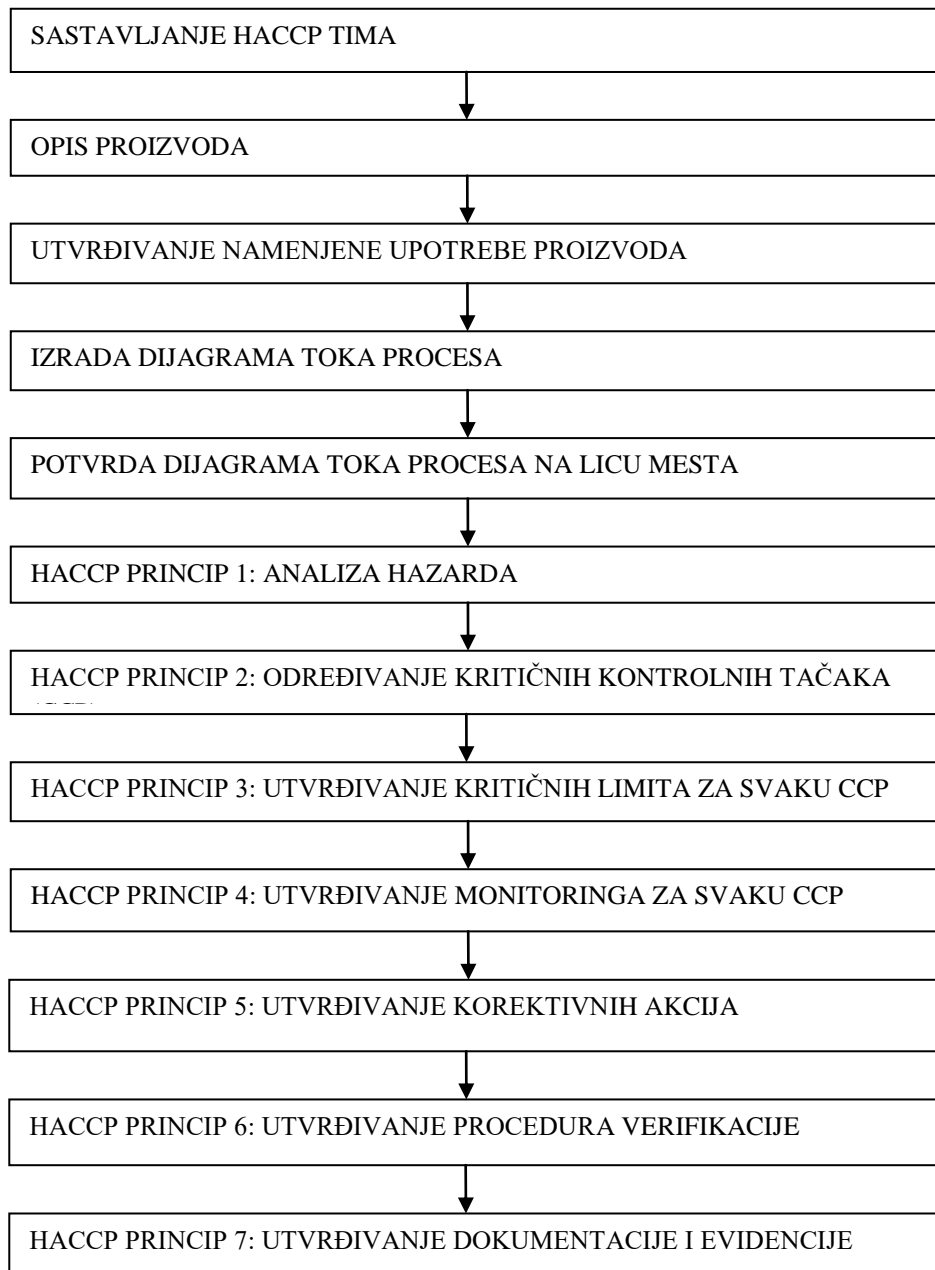 SASTAVLJANJE HACCP TIMA
OPIS PROIZVODA
UTVRĐIVANJE NAMENJENE UPOTREBE PROIZVODA
IZRADA DIJAGRAMA TOKA PROCESA
POTVRDA DIJAGRAMA TOKA PROCESA NA LICU MESTA
HACCP PRINCIP 1: ANALIZA HAZARDA
HACCP PRINCIP 2: ODREĐIVANJE KRITIČNIH KONTROLNIH TAČAKA
HACCP PRINCIP 3: UTVRĐIVANJE KRITIČNIH LIMITA ZA SVAKU CCP
HACCP PRINCIP 4: UTVRĐIVANJE MONITORINGA ZA SVAKU CCP
HACCP PRINCIP 5: UTVRĐIVANJE KOREKTIVNIH AKCIJA
HACCP PRINCIP 6: UTVRĐIVANJE PROCEDURA VERIFIKACIJE
HACCP PRINCIP 7: UTVRĐIVANJE DOKUMENTACIJE I EVIDENCIJE